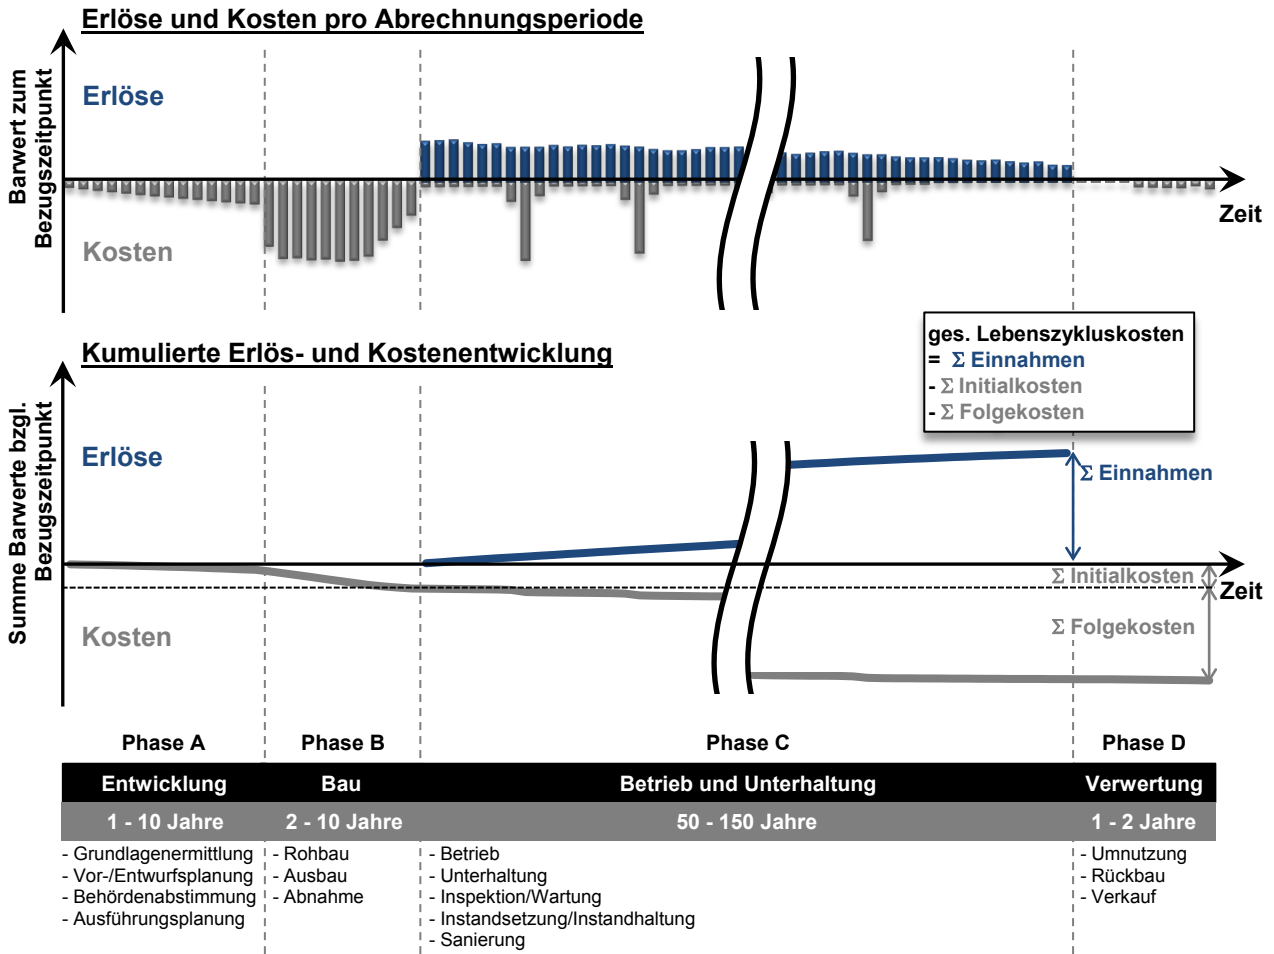 Erlöse und Kosten pro Abrechnungsperiode
Barwert zum
Bezugszeitpunkt
Erlöse
Kosten
Zeit
Kumulierte Erlös- und Kostenentwicklung
ges. Lebenszykluskosten
= Σ Einnahmen
- Σ Initialkosten
- Σ Folgekosten
Summe Barwerte bzgl.
Bezugszeitpunkt
Erlöse
Σ Einnahmen
Σ Initialkosten
Zeit
Kosten
Σ Folgekosten
Phase A Phase B Phase C Phase D
Entwicklung Bau Betrieb und Unterhaltung Verwertung
1 - 10 Jahre 2 - 10 Jahre 50 - 150 Jahre 1 - 2 Jahre
- Grundlagenermittlung
- Vor-/Entwurfsplanung
- Behördenabstimmung
- Ausführungsplanung
- Rohbau
- Ausbau
- Abnahme
- Betrieb
- Unterhaltung
- Inspektion/Wartung
- Instandsetzung/Instandhaltung
- Sanierung
- Umnutzung
- Rückbau
- Verkauf